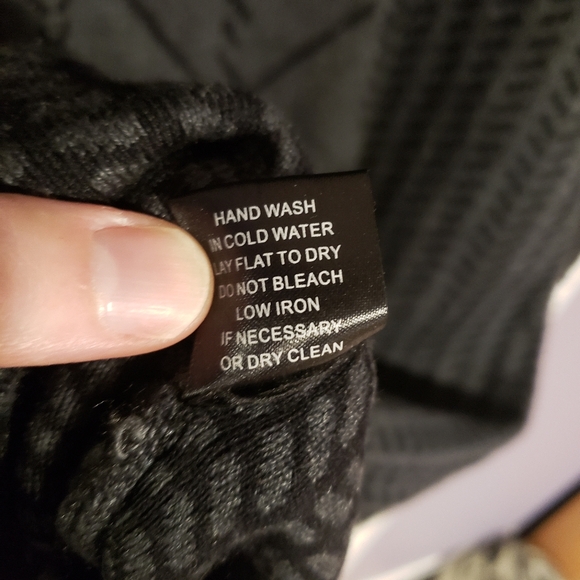 HAND WASH
IN COLD WATER
LAY FLAT TO DRY
DO NOT BLEACH
LOW IRON
IF NECESSARY
OR DRY CLEAN